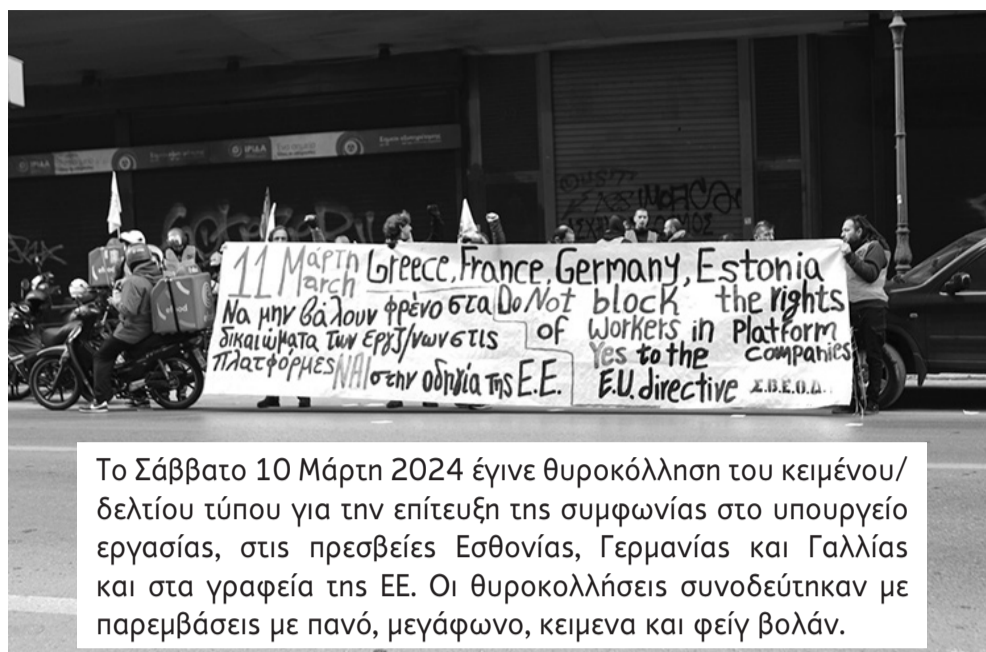 ΙΡΙΔΑ
ΙΡΙΔΑ
11 Μάρτη Greece, France, Germany, Estonia
March
Να μην βάλουν φρένο στα
δικαιώματα των εργζ/νων στις
πλατφόρμες ΝΑΙ στην οδηγία της Ε.Ε.
Do Not block the rights
of workers in Platform
Yes to the companies
E.U. directive Σ.Β.Ε.Ο.Δ.
Το Σάββατο 10 Μάρτη 2024 έγινε θυροκόλληση του κειμένου/
δελτίου τύπου για την επίτευξη της συμφωνίας στο υπουργείο
εργασίας, στις πρεσβείες Εσθονίας, Γερμανίας και Γαλλίας
και στα γραφεία της ΕΕ. Οι θυροκολλήσεις συνοδεύτηκαν με
παρεμβάσεις με πανό, μεγάφωνο, κειμενα και φείγ βολάν.